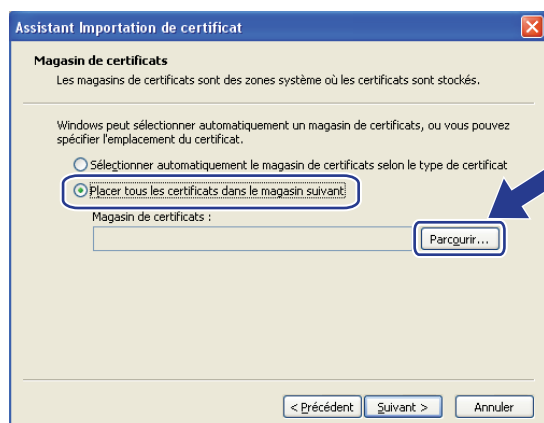 Assistant Importation de certificat
Magasin de certificats
Les magasins de certificats sont des zones système où les certificats sont stockés.
Windows peut sélectionner automatiquement un magasin de certificats, ou vous pouvez
spécifier l'emplacement du certificat.
Sélectionner automatiquement le magasin de certificats selon le type de certificat
Placer tous les certificats dans le magasin suivant
Magasin de certificats :
Parcourir...
< Précédent
Suivant >
Annuler